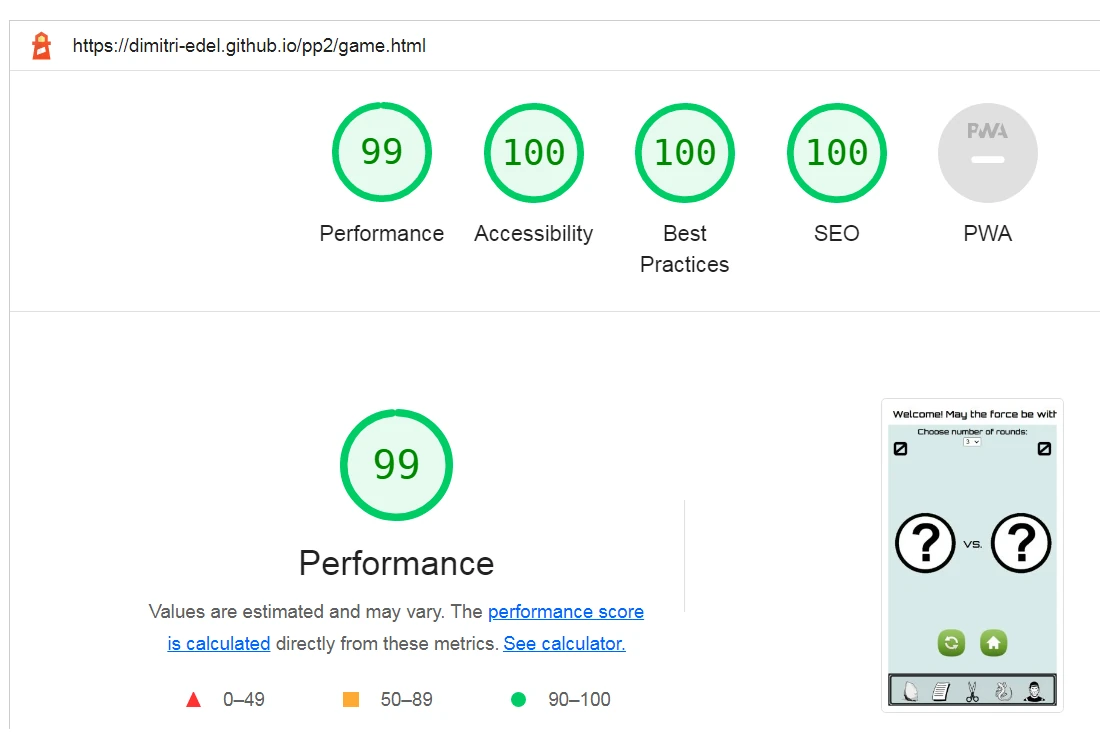 https://dimitri-edel.github.io/pp2/game.html
99
100
100
100
PWA
Performance
Accessibility
Best
Practices
SEO
PWA
99
Performance
Values are estimated and may vary. The performance score
is calculated directly from these metrics. See calculator.
0–49
50–89
90–100
Welcome! May the force be with
Choose number of rounds:
3
0
0
?
vs.
?